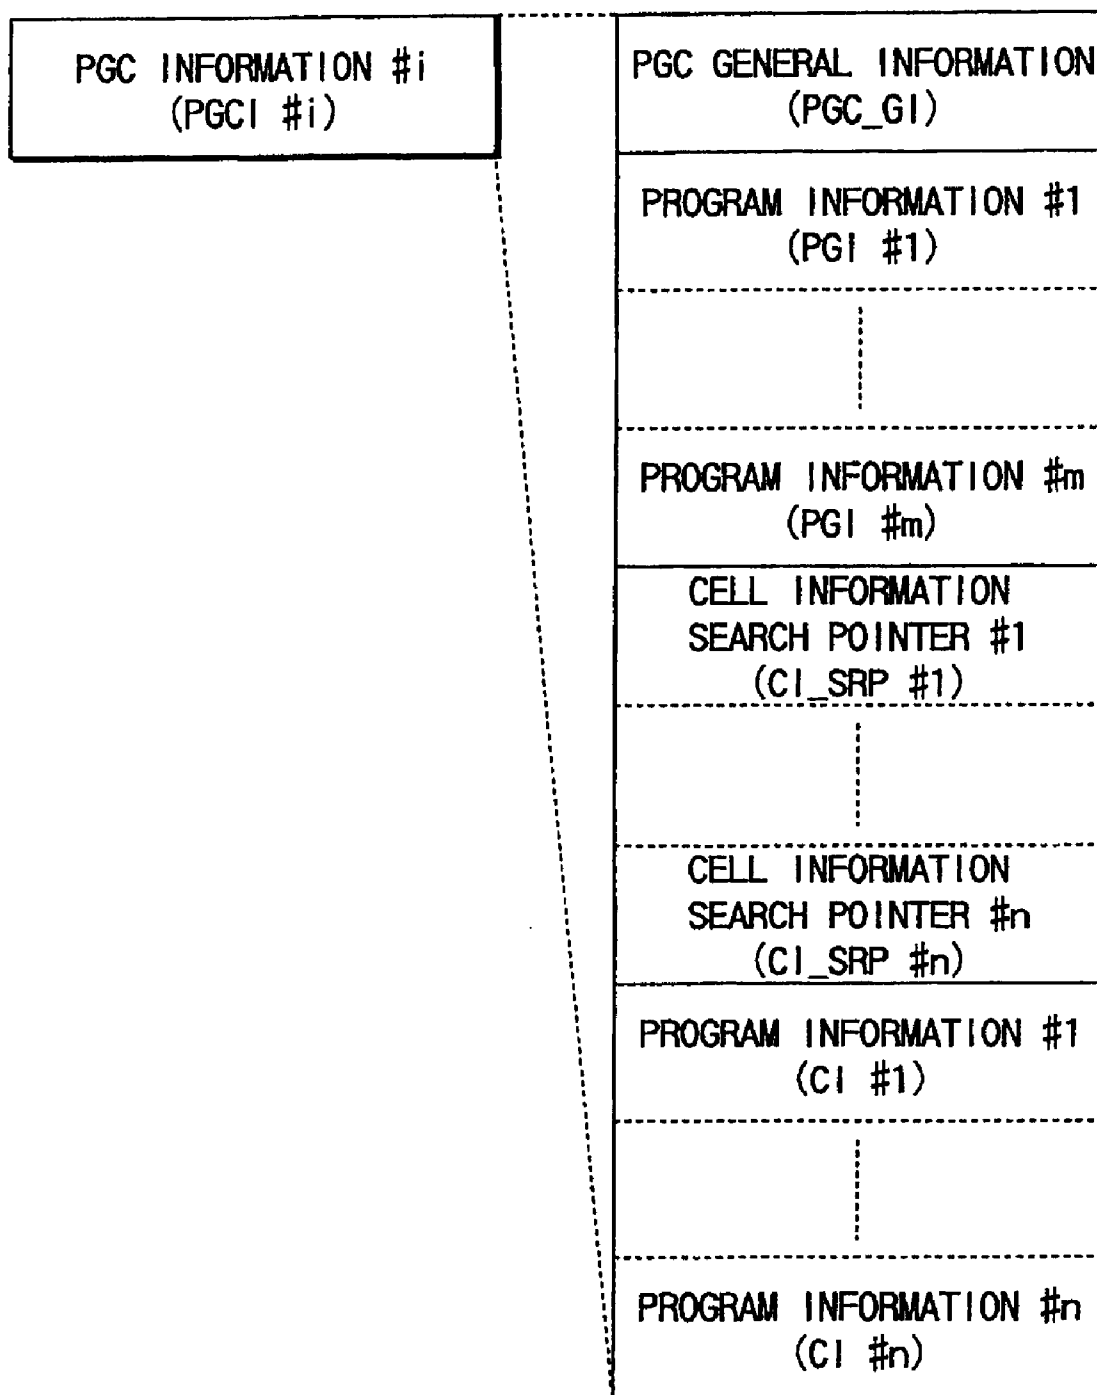 PGC INFORMATION #i
(PGCI #i)
PGC GENERAL INFORMATION
(PGC_GI)
PROGRAM INFORMATION #1
(PGI #1)
PROGRAM INFORMATION #m
(PGI #m)
CELL INFORMATION
SEARCH POINTER #1
(CI_SRP #1)
CELL INFORMATION
SEARCH POINTER #n
(CI_SRP #n)
PROGRAM INFORMATION #1
(CI #1)
PROGRAM INFORMATION #n
(CI #n)